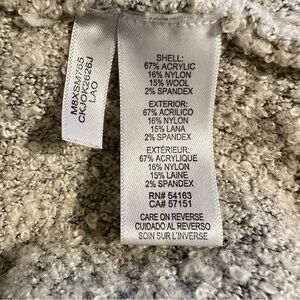 M8XSM765
CKJOK2626J
LAO
SHELL:
67% ACRYLIC
16% NYLON
15% WOOL
2% SPANDEX
EXTERIOR:
67% ACRILICO
16% NYLON
15% LANA
2% SPANDEX
EXTÉRIEUR:
67% ACRYLIQUE
16% NYLON
15% LAINE
2% SPANDEX
RN# 54163
CA# 57151
CARE ON REVERSE
CUIDADO AL REVERSO
SOIN SUR L'INVERSE